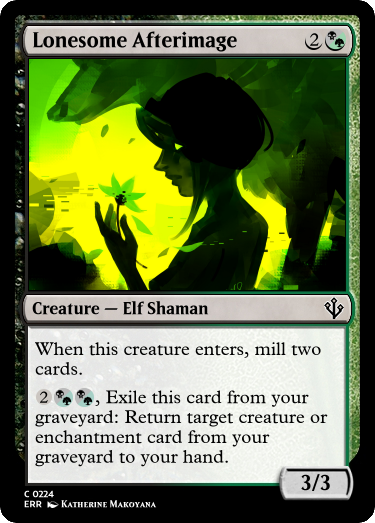 Lonesome Afterimage 2
Creature — Elf Shaman
When this creature enters, mill two
cards.
2, Exile this card from your
graveyard: Return target creature or
enchantment card from your
graveyard to your hand.
3/3
C 0224
ERR Katherine Makoyana